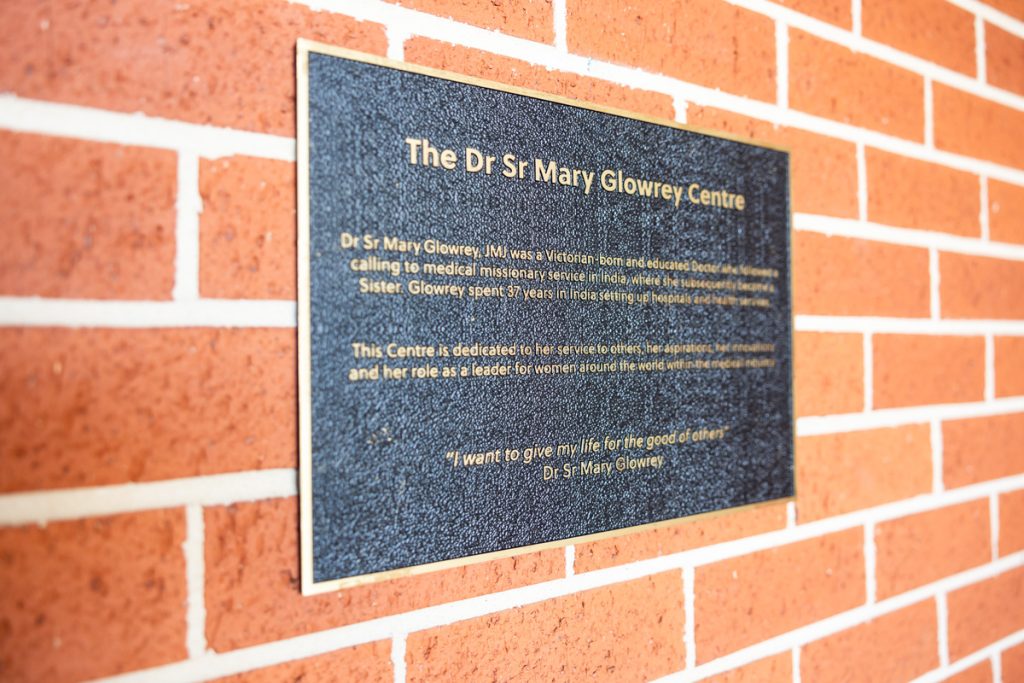 The Dr Sr Mary Glowrey Centre
Dr Sr Mary Glowrey, JMJ was a Victorian-born and educated Doctor who followed a
calling to medical missionary service in India, where she subsequently became a
Sister. Glowrey spent 37 years in India setting up hospitals and health services.
This Centre is dedicated to her service to others, her aspirations, her innovations
and her role as a leader for women around the world within the medical industry
"I want to give my life for the good of others"
Dr Sr Mary Glowrey